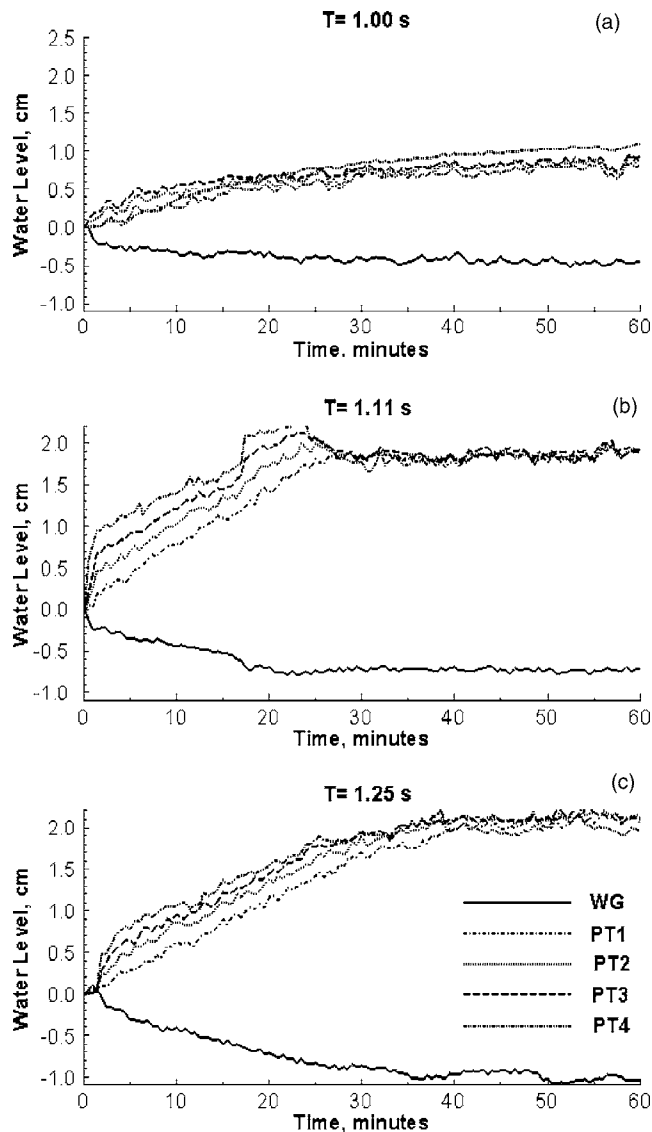 T= 1.00 s
(a)
Water Level, cm
2.5
2.0
1.5
1.0
0.5
0.0
-0.5
-1.0
0 10 20 30 40 50 60
Time. minutes
T= 1.11 s
(b)
Water Level, cm
2.0
1.5
1.0
0.5
0.0
-0.5
-1.0
0 10 20 30 40 50 60
Time, minutes
T= 1.25 s
(c)
Water Level, cm
2.0
1.5
1.0
0.5
0.0
-0.5
-1.0
WG
PT1
PT2
PT3
PT4
0 10 20 30 40 50 60
Time, minutes